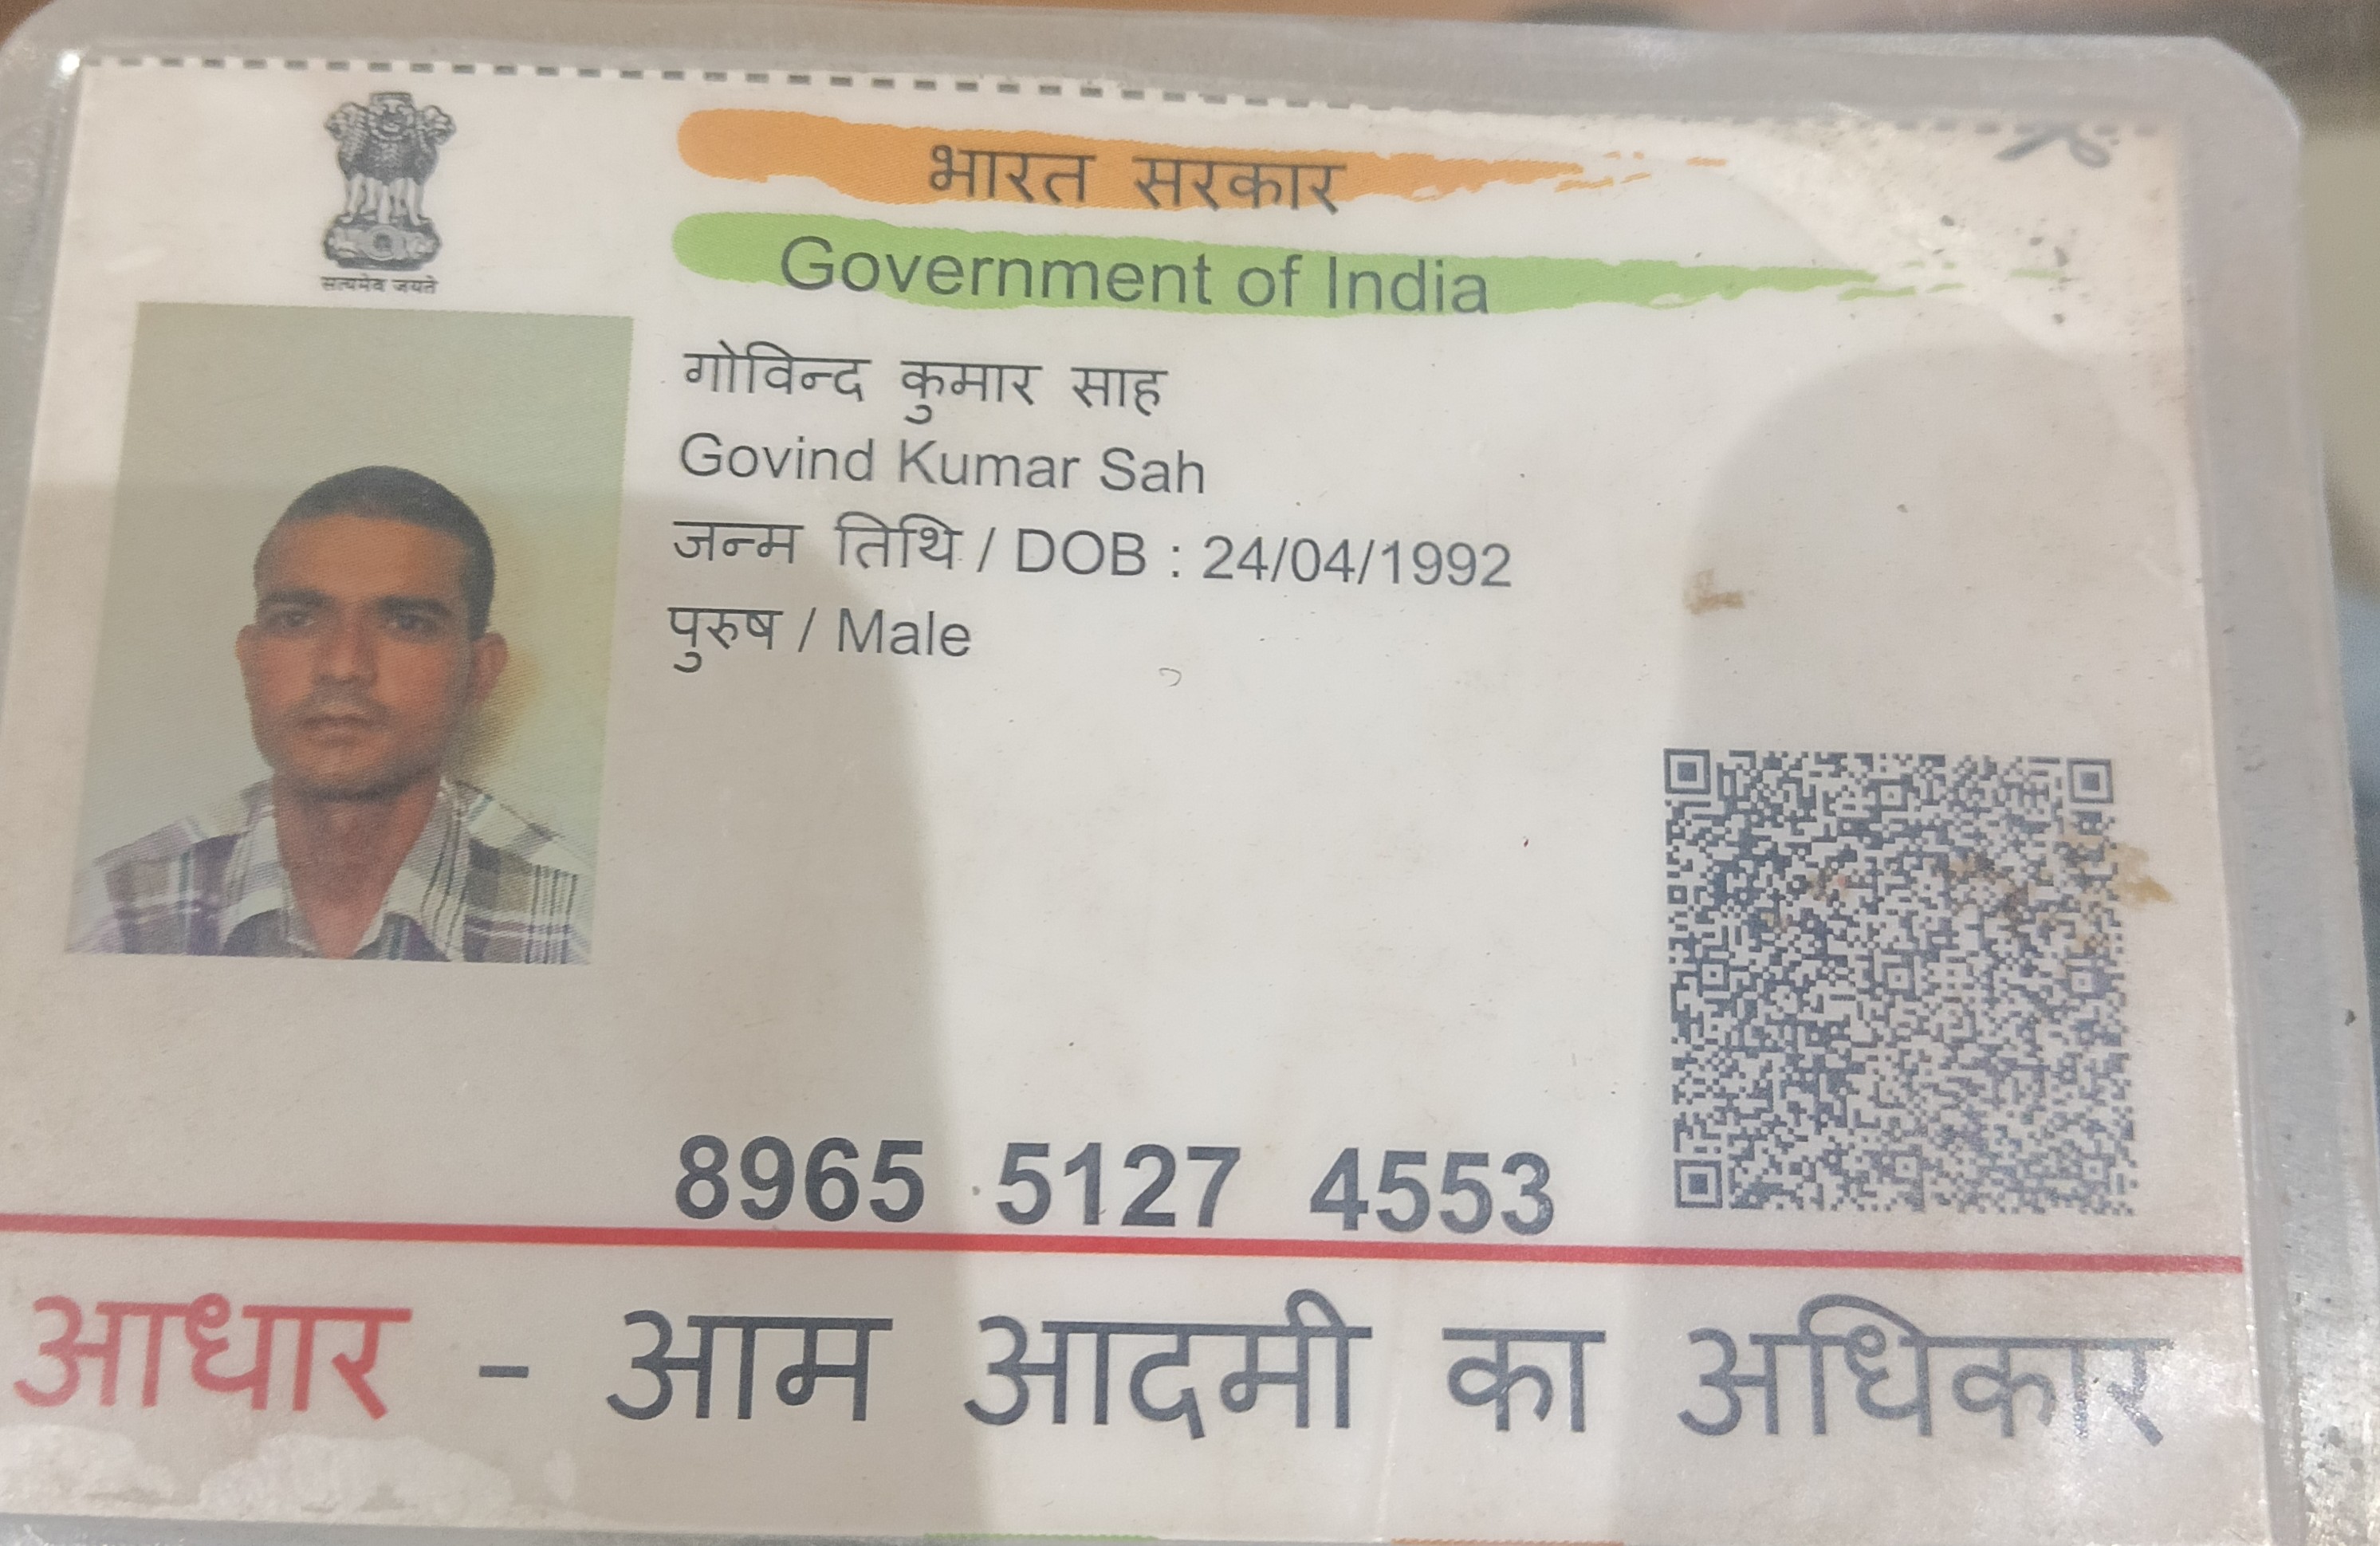 सत्यमेव जयते
भारत सरकार
Government of India
गोविन्द कुमार साह
Govind Kumar Sah
जन्म तिथि / DOB : 24/04/1992
पुरुष / Male
8965 5127 4553
आधार - आम आदमी का अधिकार